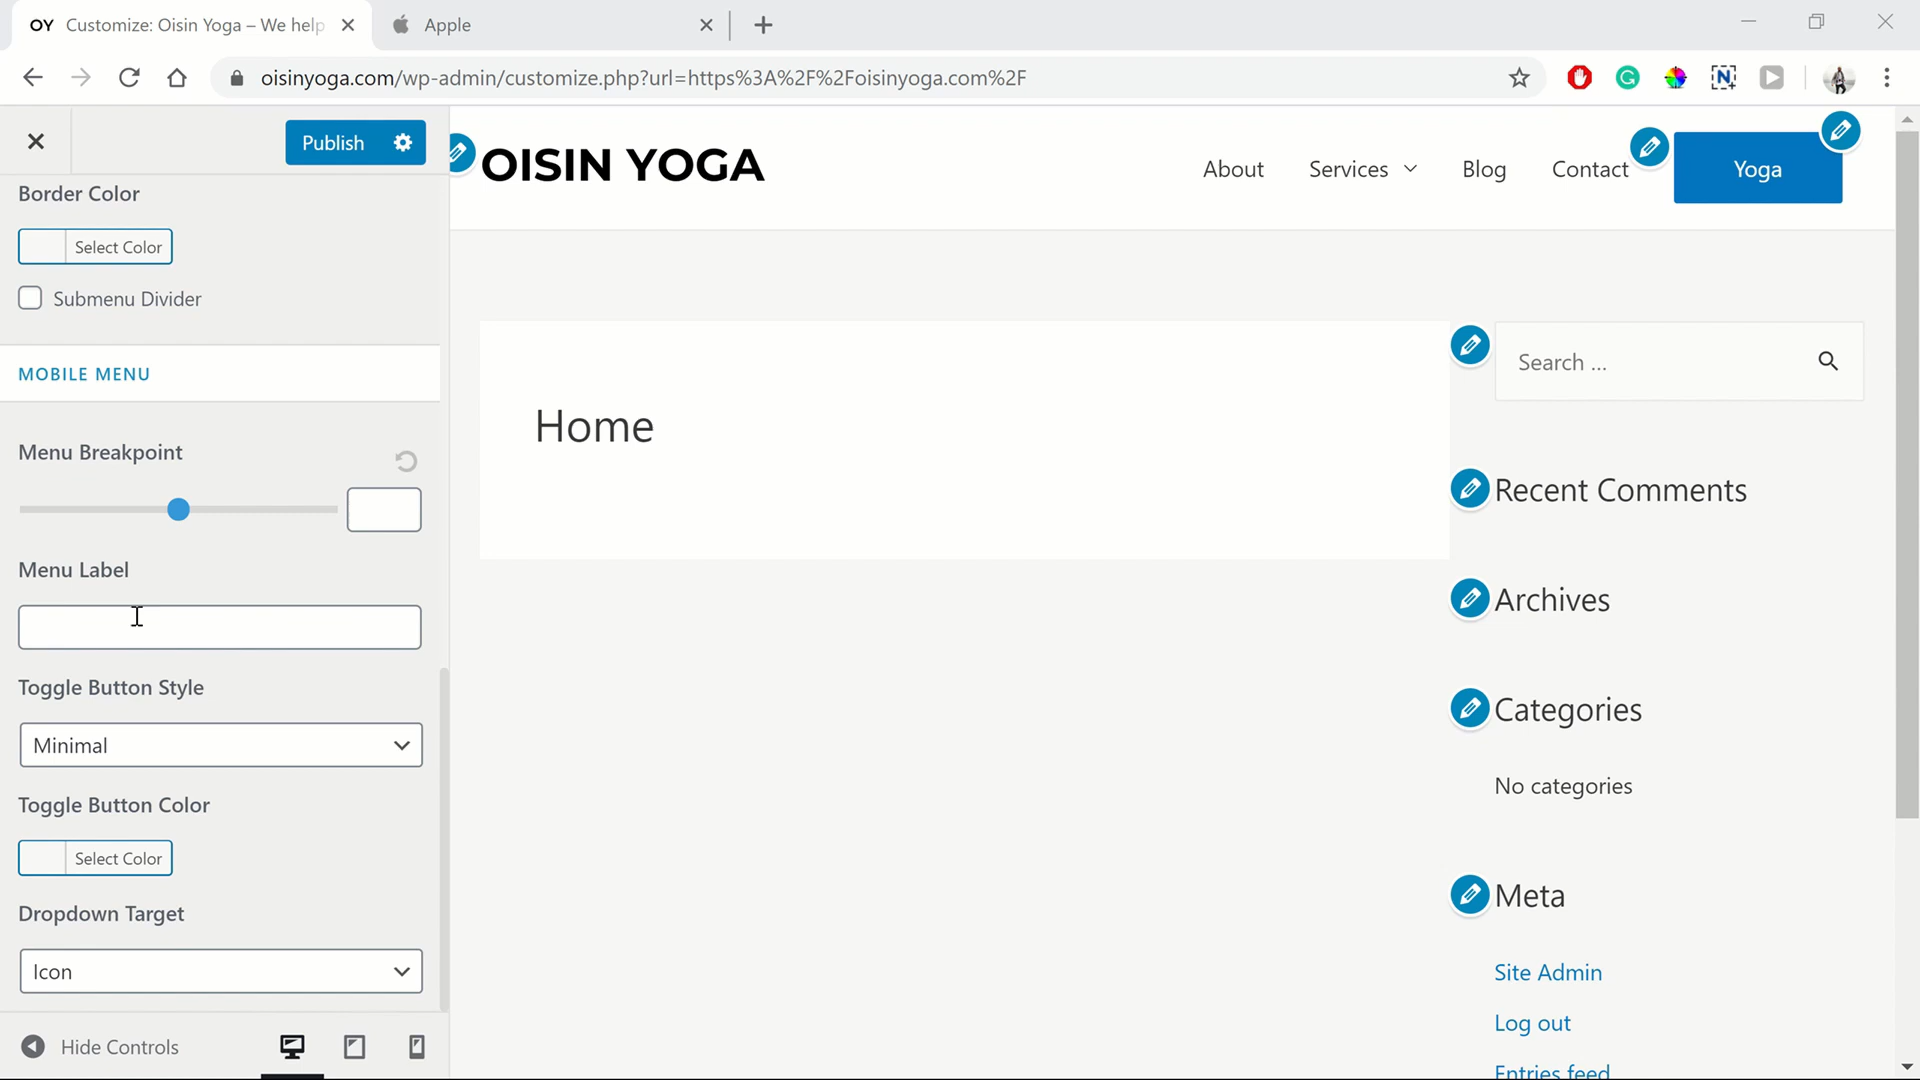 OY Customize: Oisin Yoga – We help
Apple
oisinyoga.com/wp-admin/customize.php?url=https%3A%2F%2Foisinyoga.com%2F
Publish
Border Color
Select Color
Submenu Divider
MOBILE MENU
Menu Breakpoint
Menu Label
Toggle Button Style
Minimal
Toggle Button Color
Select Color
Dropdown Target
Icon
Hide Controls
OISIN YOGA
About Services Blog Contact Yoga
Home
Search ...
Recent Comments
Archives
Categories
No categories
Meta
Site Admin
Log out
Entries feed